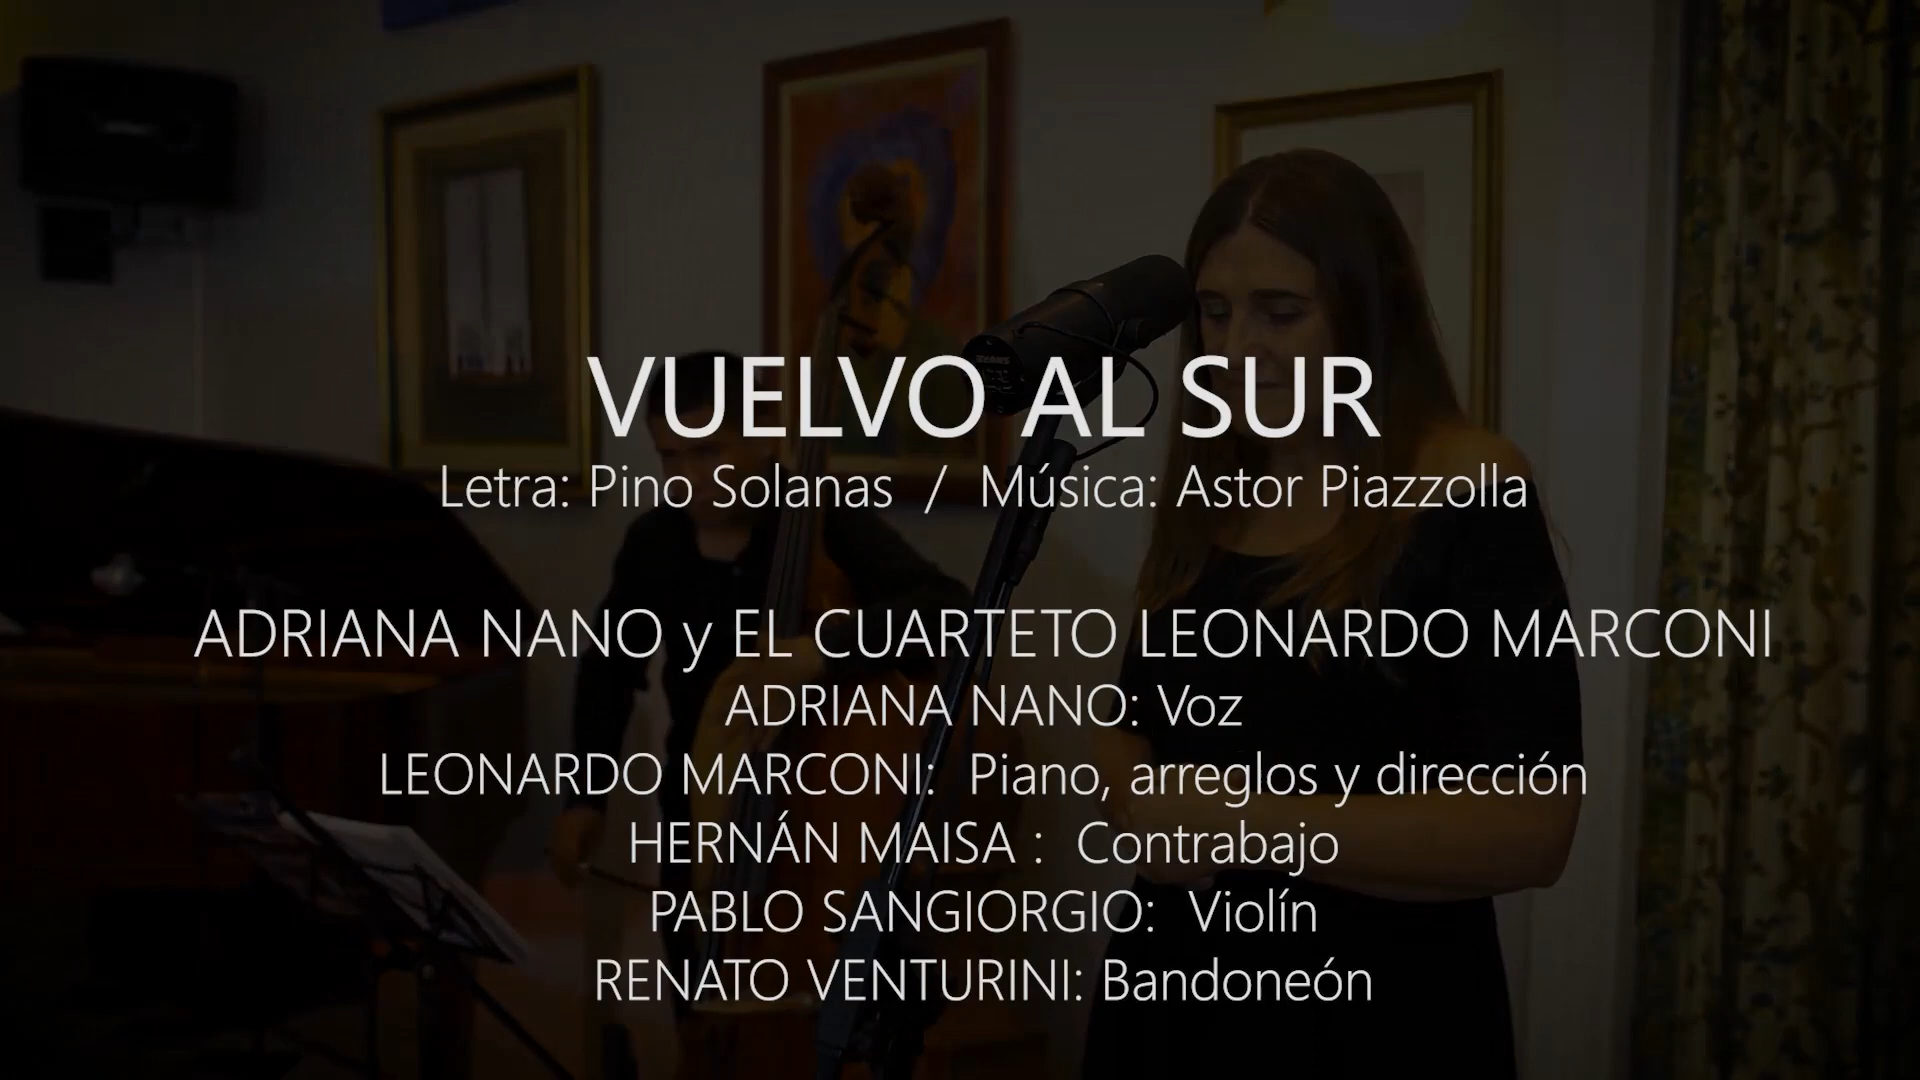 VUELVO AL SUR
Letra: Pino Solanas / Música: Astor Piazzolla
ADRIANA NANO y EL CUARTETO LEONARDO MARCONI
ADRIANA NANO: Voz
LEONARDO MARCONI: Piano, arreglos y dirección
HERNÁN MAISA : Contrabajo
PABLO SANGIORGIO: Violín
RENATO VENTURINI: Bandoneón